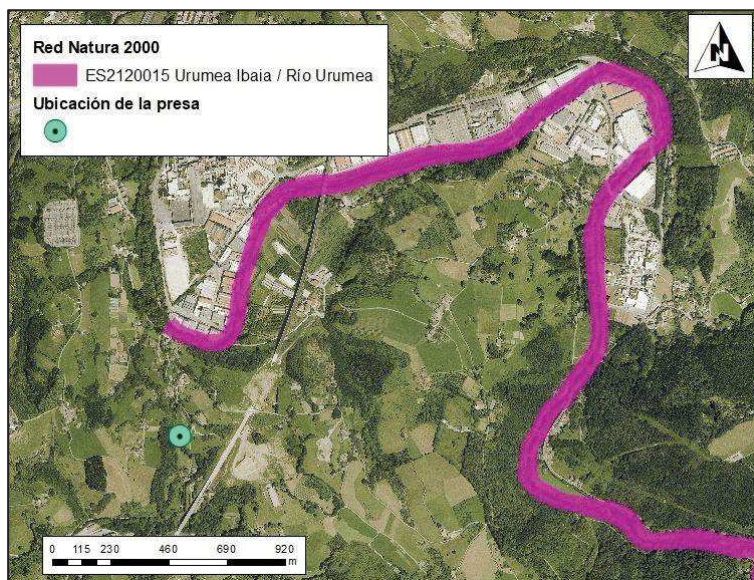 Red Natura 2000
ES2120015 Urumea Ibaia / Río Urumea
Ubicación de la presa
N
0 115 230 460 690 920
m